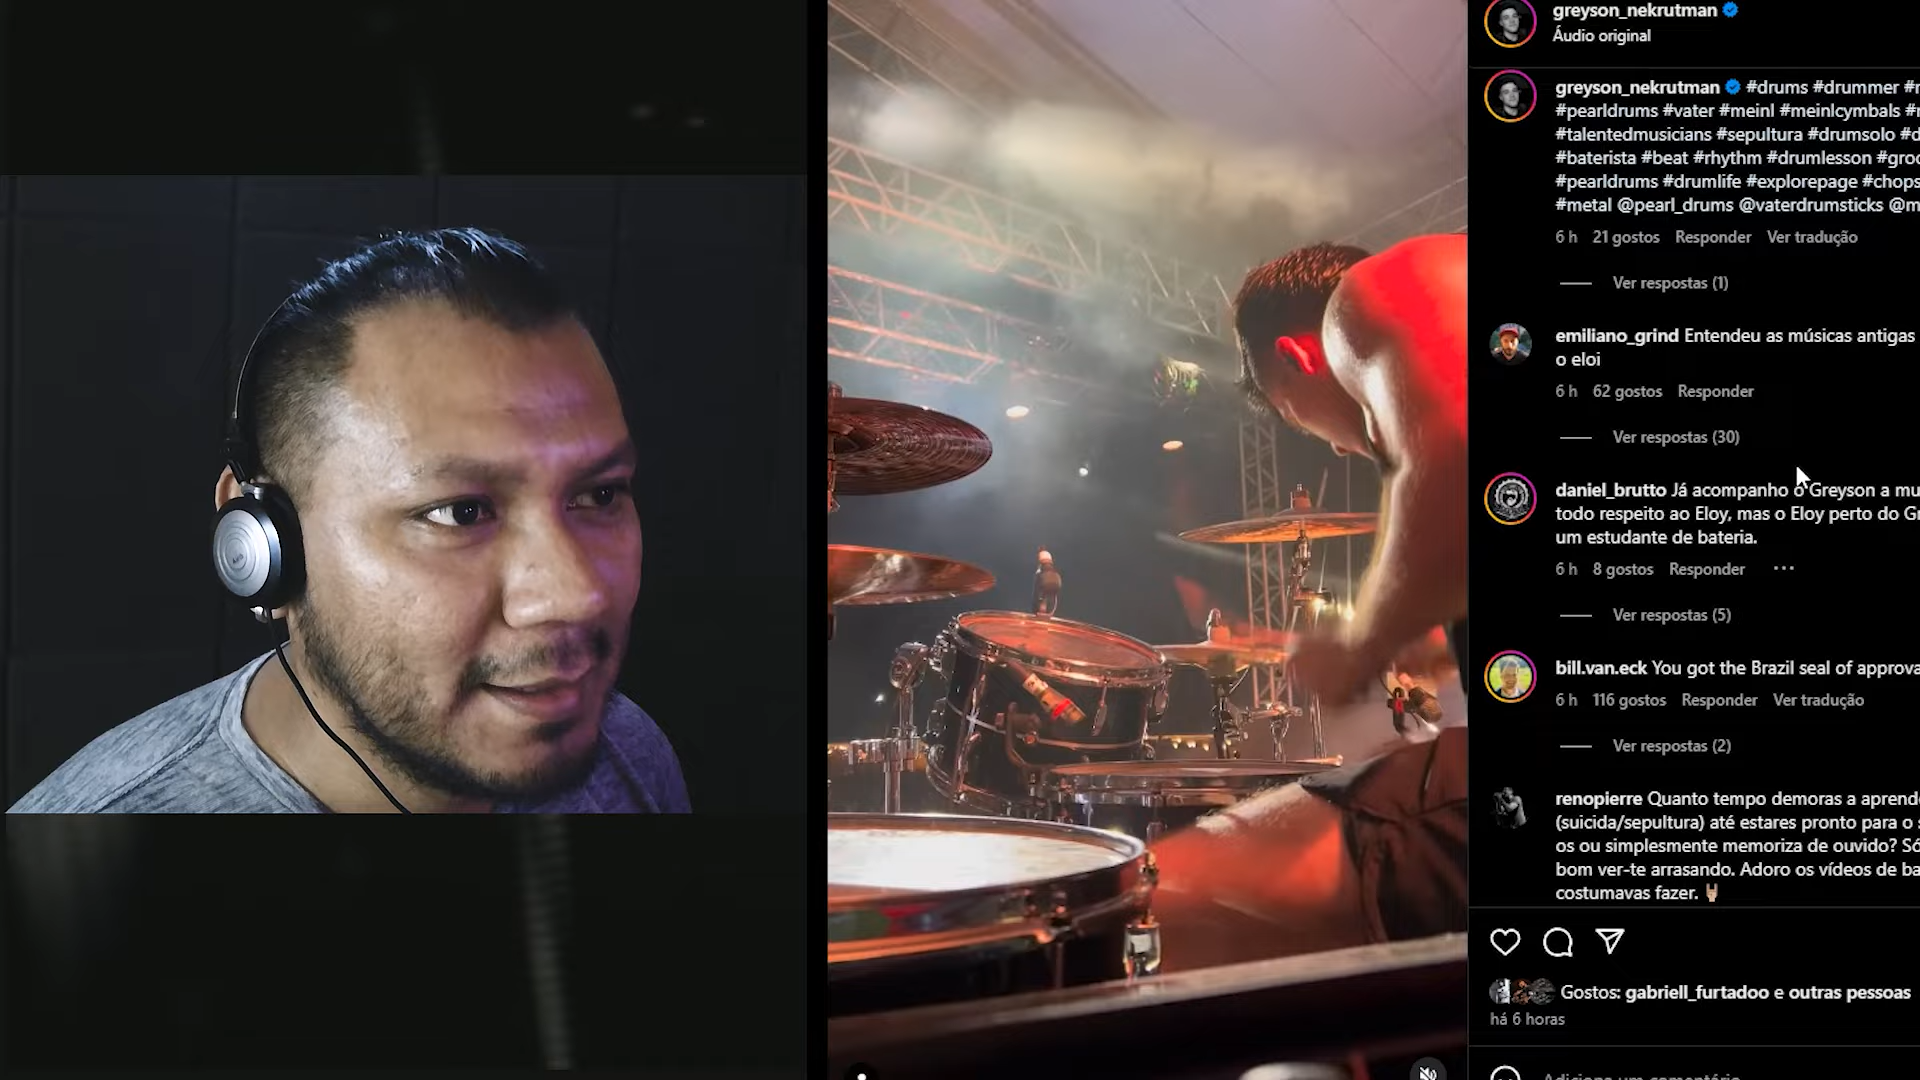 greyson_nekrutman
Áudio original
greyson_nekrutman #drums #drummer
#pearldrums #vater #meinl #meinlcymbals
#talentedmusicians #sepultura #drumsolo
#baterista #beat #rhythm #drumlesson
#pearldrums #drumlife #explorepage #chops
#metal @pearl_drums @vaterdrumsticks
6 h 21 gostos Responder Ver tradução
Ver respostas (1)
emiliano_grind Entendeu as músicas antigas
o eloi
6 h 62 gostos Responder
Ver respostas (30)
daniel_brutto Já acompanho o Greyson a
todo respeito ao Eloy, mas o Eloy perto do
um estudante de bateria.
6 h 8 gostos Responder ...
Ver respostas (5)
bill.van.eck You got the Brazil seal of
6 h 116 gostos Responder Ver tradução
Ver respostas (2)
renopierre Quanto tempo demoras a
(suicida/sepultura) até estares pronto para o
os ou simplesmente memoriza de ouvido? Só
bom ver-te arrasando. Adoro os vídeos de
costumavas fazer. 🤘🏼
Gostos: gabriell_furtadoo e outras pessoas
há 6 horas